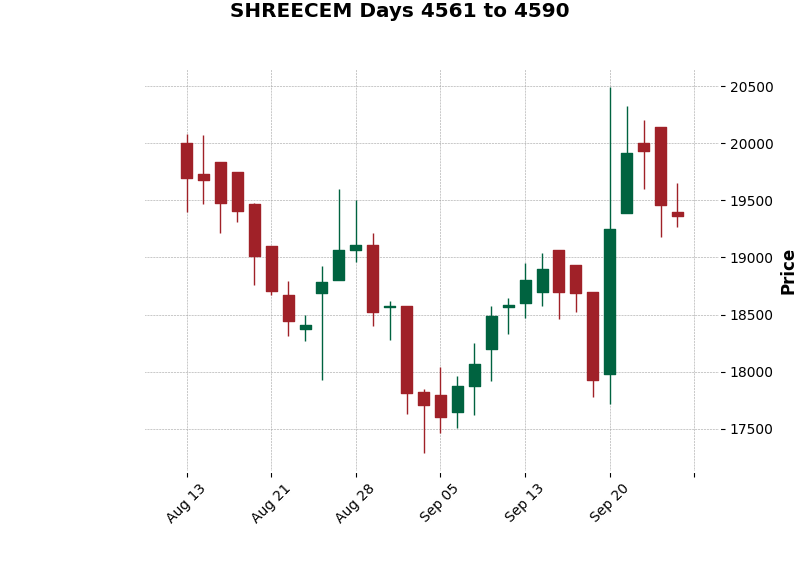 SHREECEM Days 4561 to 4590
20500
20000
19500
19000
18500
18000
17500
Price
Aug 13
Aug 21
Aug 28
Sep 05
Sep 13
Sep 20